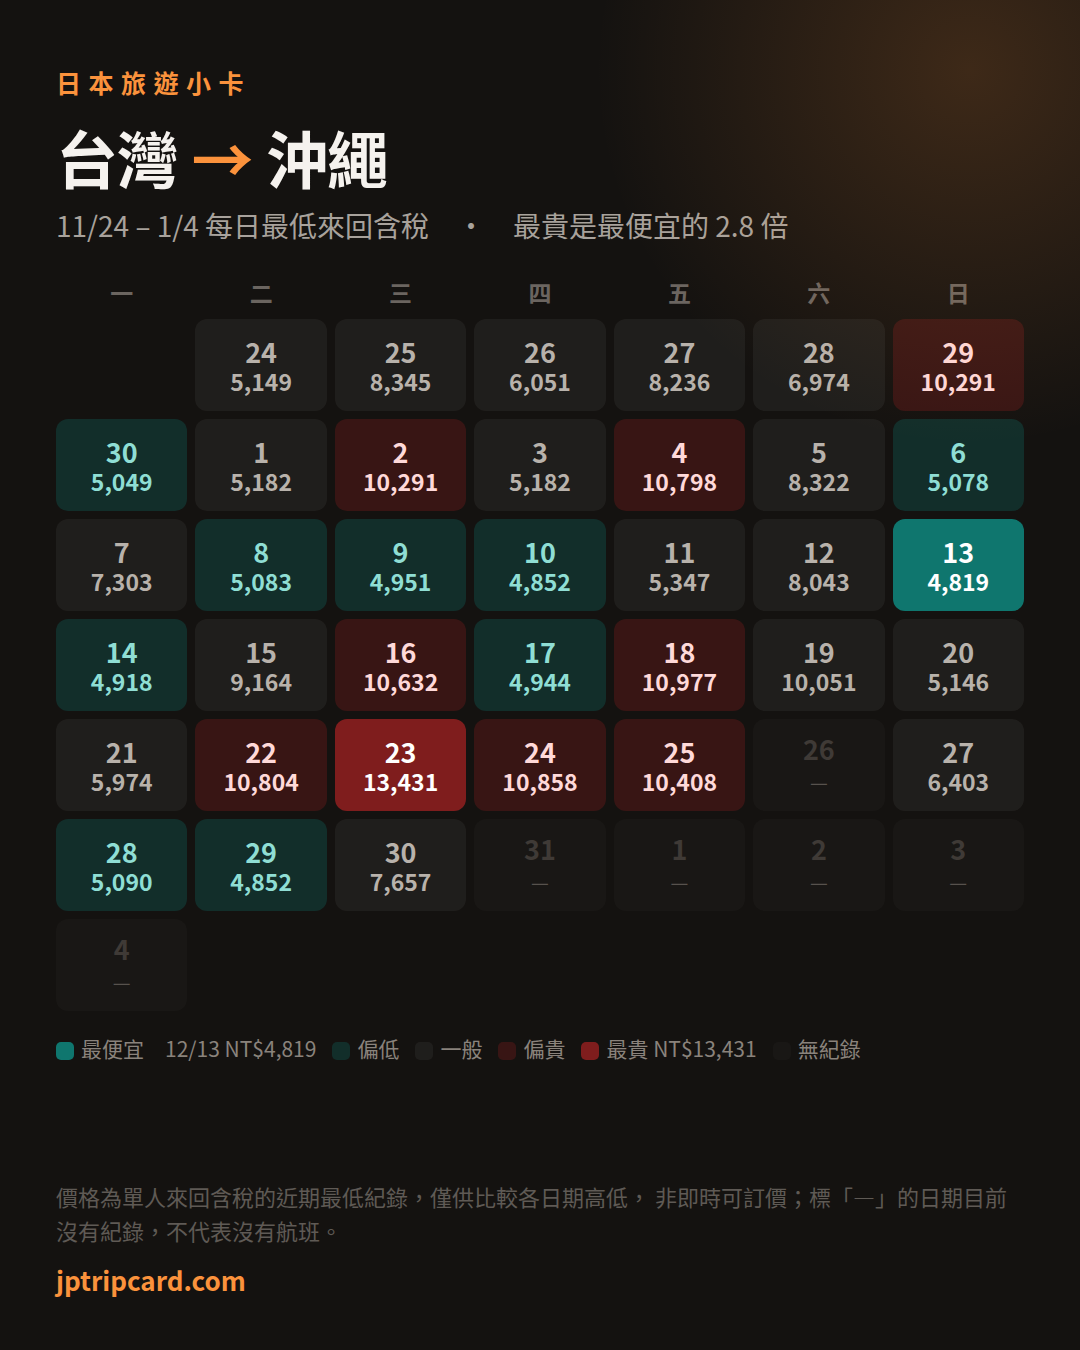 日本旅遊小卡
台灣 → 沖繩
11/24 – 1/4 每日最低來回含稅 ・ 最貴是最便宜的 2.8 倍
一 二 三 四 五 六 日
24 25 26 27 28 29
5,149 8,345 6,051 8,236 6,974 10,291
30 1 2 3 4 5 6
5,049 5,182 10,291 5,182 10,798 8,322 5,078
7 8 9 10 11 12 13
7,303 5,083 4,951 4,852 5,347 8,043 4,819
14 15 16 17 18 19 20
4,918 9,164 10,632 4,944 10,977 10,051 5,146
21 22 23 24 25 26 27
5,974 10,804 13,431 10,858 10,408 — 6,403
28 29 30 31 1 2 3
5,090 4,852 7,657 — — — —
4
—
最便宜 12/13 NT$4,819 偏低 一般 偏貴 最貴 NT$13,431 無紀錄
價格為單人來回含稅的近期最低紀錄，僅供比較各日期高低， 非即時可訂價；標「—」的日期目前
沒有紀錄，不代表沒有航班。
jptripcard.com